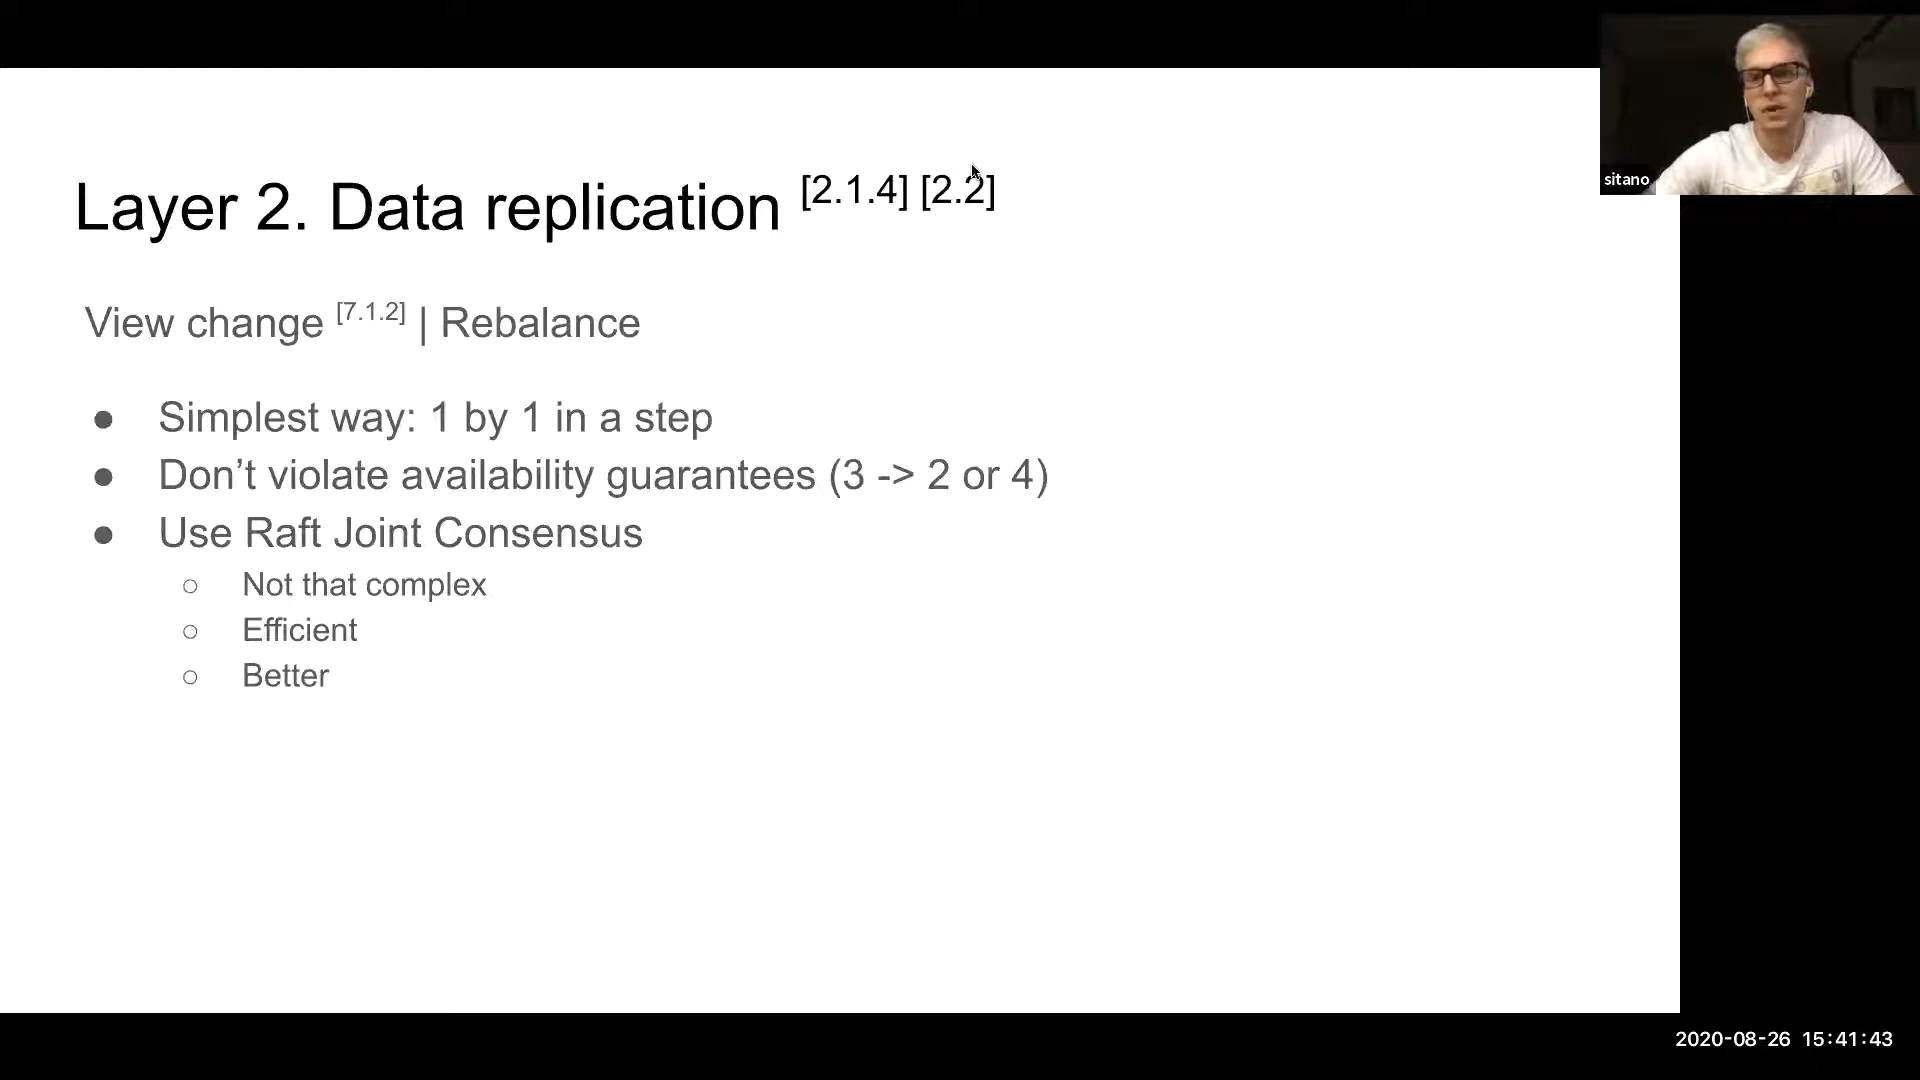 Layer 2. Data replication [2.1.4] [2.2]
View change [7.1.2] | Rebalance
● Simplest way: 1 by 1 in a step
● Don’t violate availability guarantees (3 -> 2 or 4)
● Use Raft Joint Consensus
○ Not that complex
○ Efficient
○ Better
sitano
2020-08-26 15:41:43